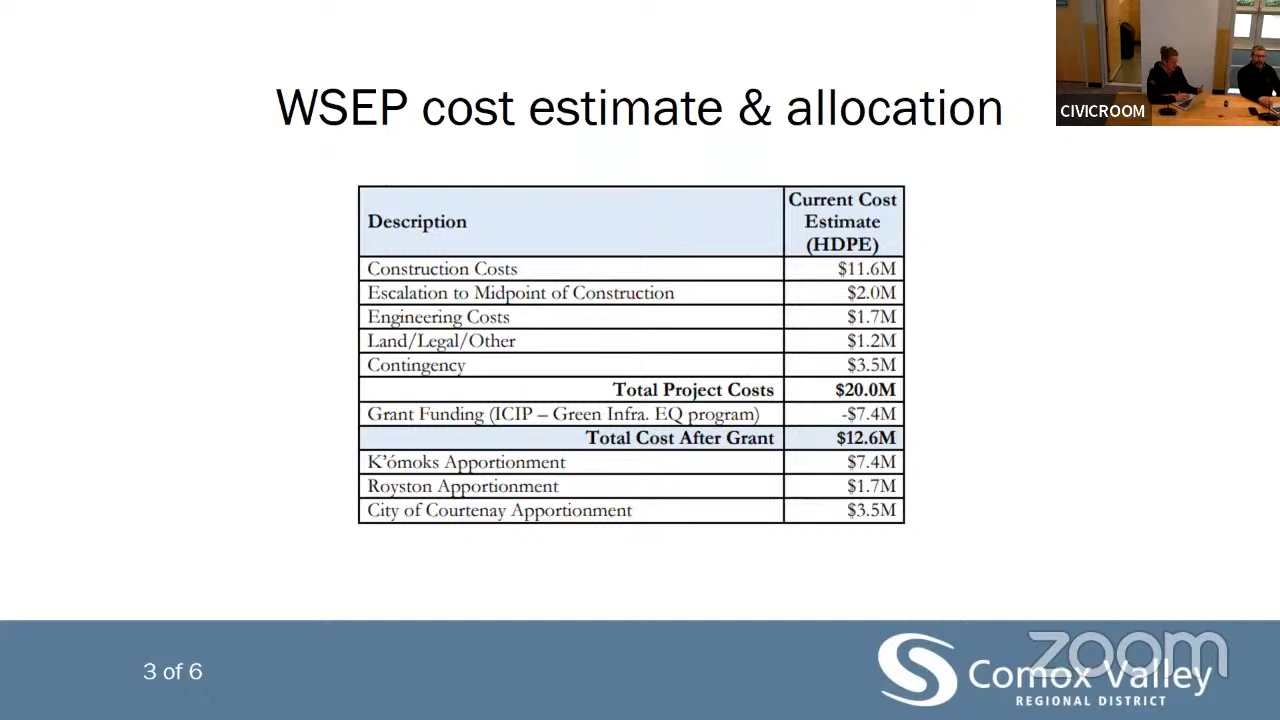 WSEP cost estimate & allocation
CIVICROOM
Description
Current Cost
Estimate
(HDPE)
Construction Costs $11.6M
Escalation to Midpoint of Construction $2.0M
Engineering Costs $1.7M
Land/Legal/Other $1.2M
Contingency $3.5M
Total Project Costs $20.0M
Grant Funding (ICIP – Green Infra. EQ program) -$7.4M
Total Cost After Grant $12.6M
K’ómoks Apportionment $7.4M
Royston Apportionment $1.7M
City of Courtenay Apportionment $3.5M
3 of 6
zoom
Comox Valley
REGIONAL DISTRICT